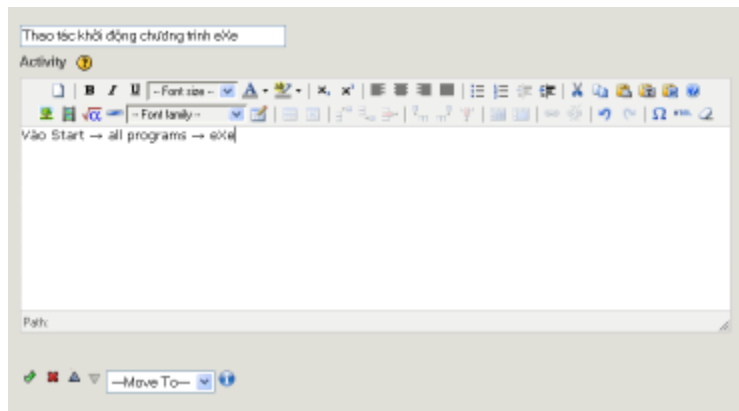 Thao tác khởi động chương trình eXe
Activity
B I U -- Font size -- A
-- Font family --
Vào Start → all programs → eXe
Path:
---Move To---